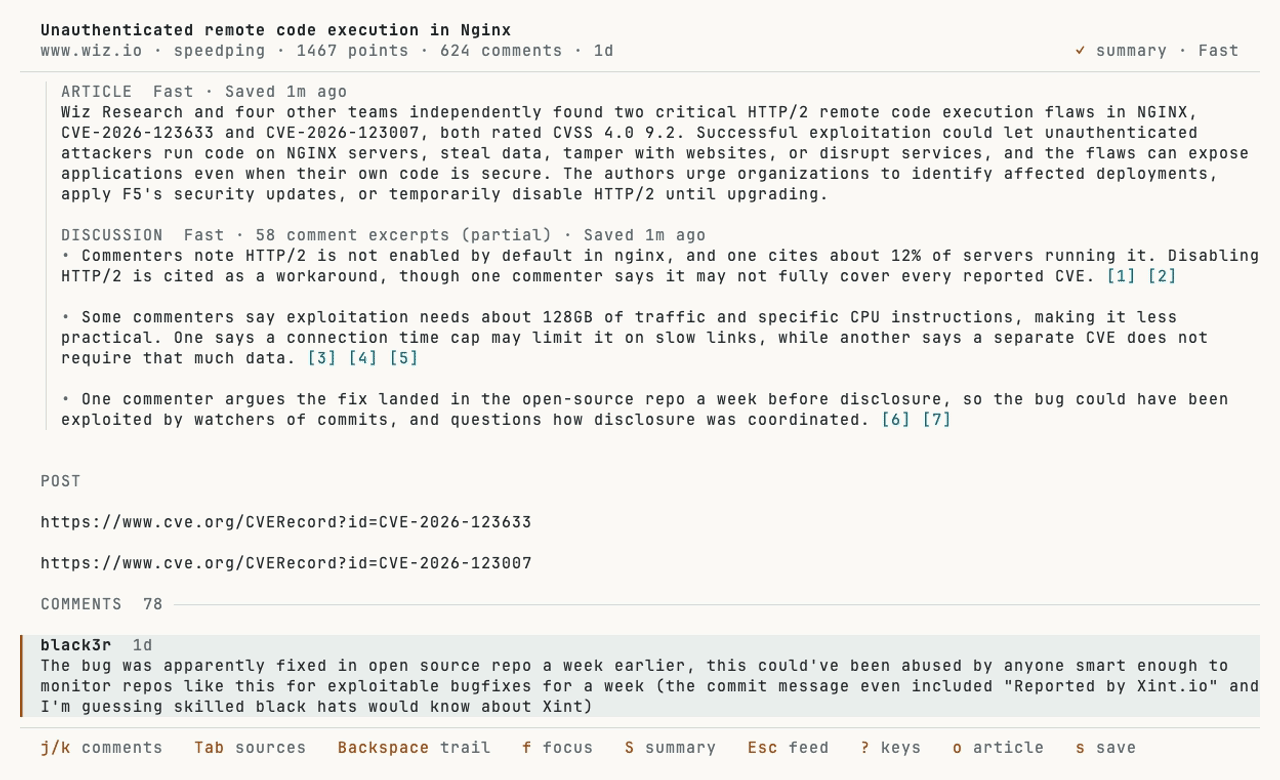 Unauthenticated remote code execution in Nginx
www.wiz.io · speedping · 1467 points · 624 comments · 1d
✓ summary · Fast
ARTICLE  Fast · Saved 1m ago
Wiz Research and four other teams independently found two critical HTTP/2 remote code execution flaws in NGINX,
CVE-2026-123633 and CVE-2026-123007, both rated CVSS 4.0 9.2. Successful exploitation could let unauthenticated
attackers run code on NGINX servers, steal data, tamper with websites, or disrupt services, and the flaws can expose
applications even when their own code is secure. The authors urge organizations to identify affected deployments,
apply F5's security updates, or temporarily disable HTTP/2 until upgrading.
DISCUSSION  Fast · 58 comment excerpts (partial) · Saved 1m ago
• Commenters note HTTP/2 is not enabled by default in nginx, and one cites about 12% of servers running it. Disabling
HTTP/2 is cited as a workaround, though one commenter says it may not fully cover every reported CVE. [1] [2]
• Some commenters say exploitation needs about 128GB of traffic and specific CPU instructions, making it less
practical. One says a connection time cap may limit it on slow links, while another says a separate CVE does not
require that much data. [3] [4] [5]
• One commenter argues the fix landed in the open-source repo a week before disclosure, so the bug could have been
exploited by watchers of commits, and questions how disclosure was coordinated. [6] [7]
POST
https://www.cve.org/CVERecord?id=CVE-2026-123633
https://www.cve.org/CVERecord?id=CVE-2026-123007
COMMENTS  78
black3r  1d
The bug was apparently fixed in open source repo a week earlier, this could've been abused by anyone smart enough to
monitor repos like this for exploitable bugfixes for a week (the commit message even included "Reported by Xint.io" and
I'm guessing skilled black hats would know about Xint)
j/k comments   Tab sources   Backspace trail   f focus   S summary   Esc feed   ? keys   o article   s save